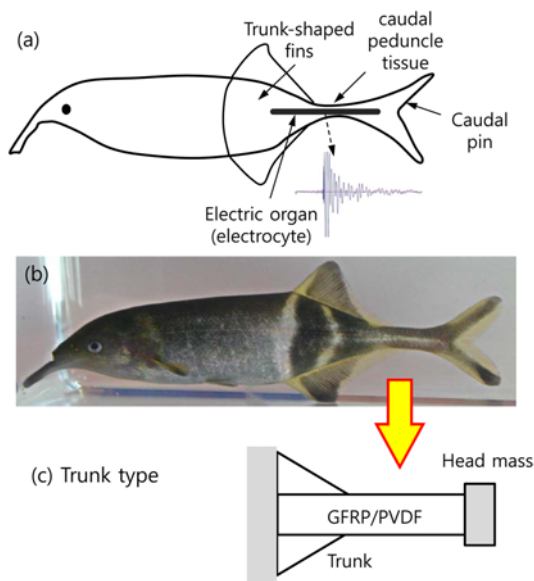 (a)
Trunk-shaped
fins
caudal
peduncle
tissue
Caudal
pin
Electric organ
(electrocyte)
(b)
(c) Trunk type
Head mass
GFRP/PVDF
Trunk